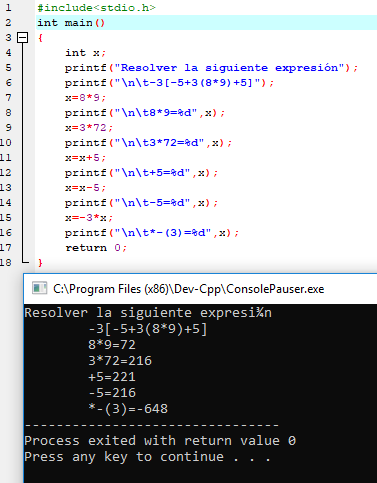 1 #include<stdio.h>
2 int main()
3 {
4 int x;
5 printf("Resolver la siguiente expresión");
6 printf("\n\t-3[-5+3(8*9)+5]");
7 x=8*9;
8 printf("\n\t8*9=%d",x);
9 x=3*72;
10 printf("\n\t3*72=%d",x);
11 x=x+5;
12 printf("\n\t+5=%d",x);
13 x=x-5;
14 printf("\n\t-5=%d",x);
15 x=-3*x;
16 printf("\n\t*-(3)=%d",x);
17 return 0;
18 }
C:\Program Files (x86)\Dev-Cpp\ConsolePauser.exe
Resolver la siguiente expresi¾n
-3[-5+3(8*9)+5]
8*9=72
3*72=216
+5=221
-5=216
*-(3)=-648
--------------------------------
Process exited with return value 0
Press any key to continue . . .